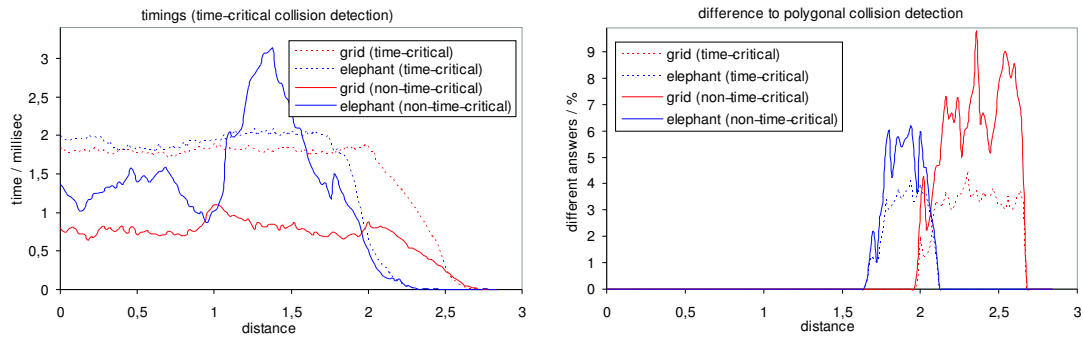 timings (time-critical collision detection)
time / millisec
3
2,5
2
1,5
1
0,5
0
grid (time-critical)
elephant (time-critical)
grid (non-time-critical)
elephant (non-time-critical)
0 0,5 1 1,5 2 2,5 3
distance
difference to polygonal collision detection
different answers / %
9
8
7
6
5
4
3
2
1
0
grid (time-critical)
elephant (time-critical)
grid (non-time-critical)
elephant (non-time-critical)
0 0,5 1 1,5 2 2,5 3
distance